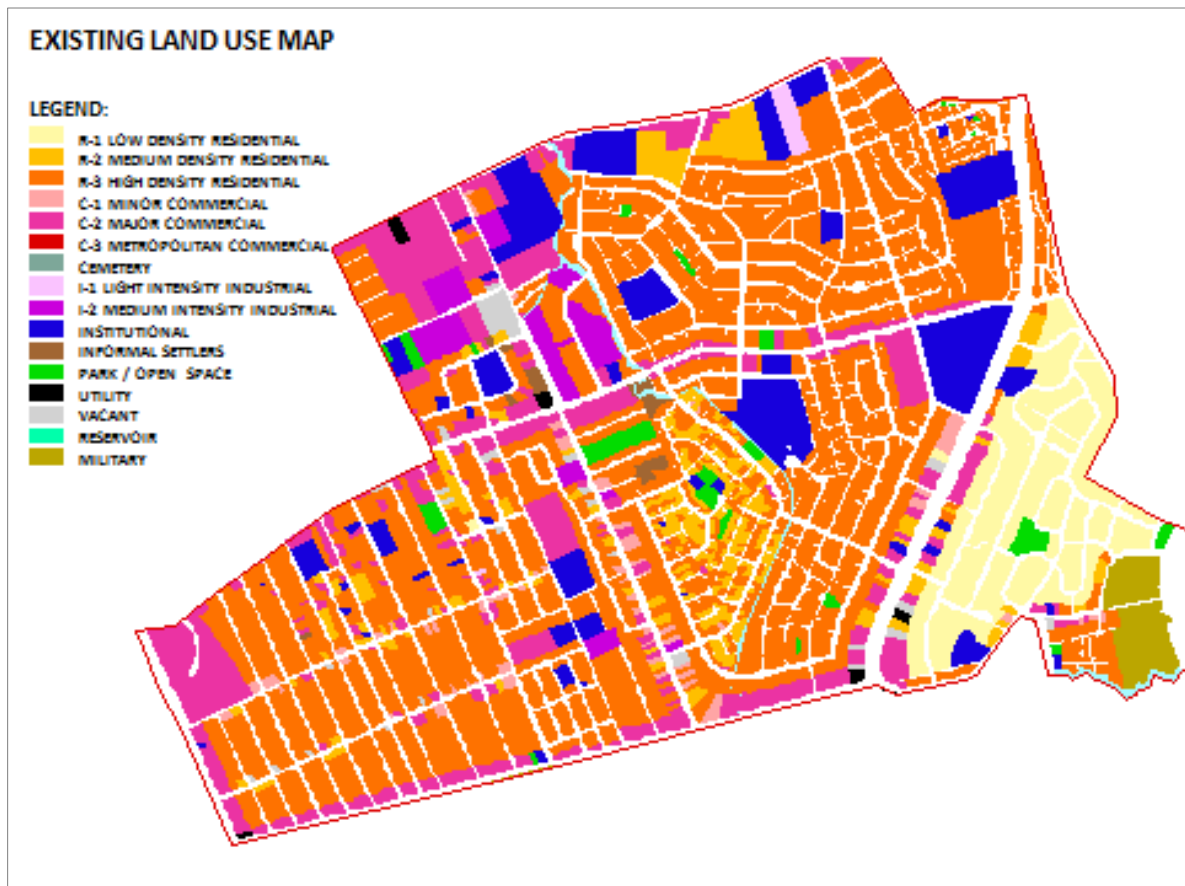 EXISTING LAND USE MAP
LEGEND:
R-1 LOW DENSITY RESIDENTIAL
R-2 MEDIUM DENSITY RESIDENTIAL
R-3 HIGH DENSITY RESIDENTIAL
C-1 MINOR COMMERCIAL
C-2 MAJOR COMMERCIAL
C-3 METROPOLITAN COMMERCIAL
CEMETERY
I-1 LIGHT INTENSITY INDUSTRIAL
I-2 MEDIUM INTENSITY INDUSTRIAL
INSTITUTIONAL
INFORMAL SETTLERS
PARK / OPEN SPACE
UTILITY
VACANT
RESERVOIR
MILITARY